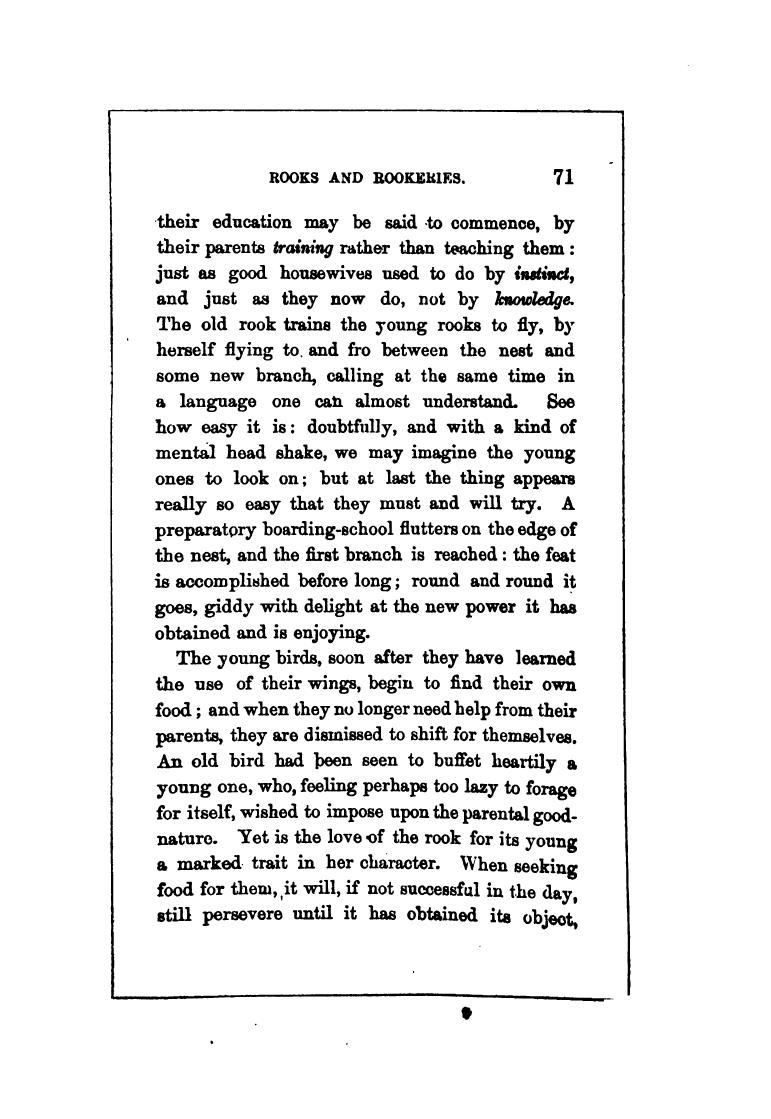 ROOKS AND ROOKERIES. 71
their education may be said to commence, by
their parents training rather than teaching them :
just as good housewives used to do by instinct,
and just as they now do, not by knowledge.
The old rook trains the young rooks to fly, by
herself flying to and fro between the nest and
some new branch, calling at the same time in
a language one can almost understand. See
how easy it is: doubtfully, and with a kind of
mental head shake, we may imagine the young
ones to look on; but at last the thing appears
really so easy that they must and will try. A
preparatory boarding-school flutters on the edge of
the nest, and the first branch is reached : the feat
is accomplished before long; round and round it
goes, giddy with delight at the new power it has
obtained and is enjoying.
The young birds, soon after they have learned
the use of their wings, begin to find their own
food ; and when they no longer need help from their
parents, they are dismissed to shift for themselves.
An old bird had been seen to buffet heartily a
young one, who, feeling perhaps too lazy to forage
for itself, wished to impose upon the parental good-
nature. Yet is the love of the rook for its young
a marked trait in her character. When seeking
food for them, it will, if not successful in the day,
still persevere until it has obtained its object,